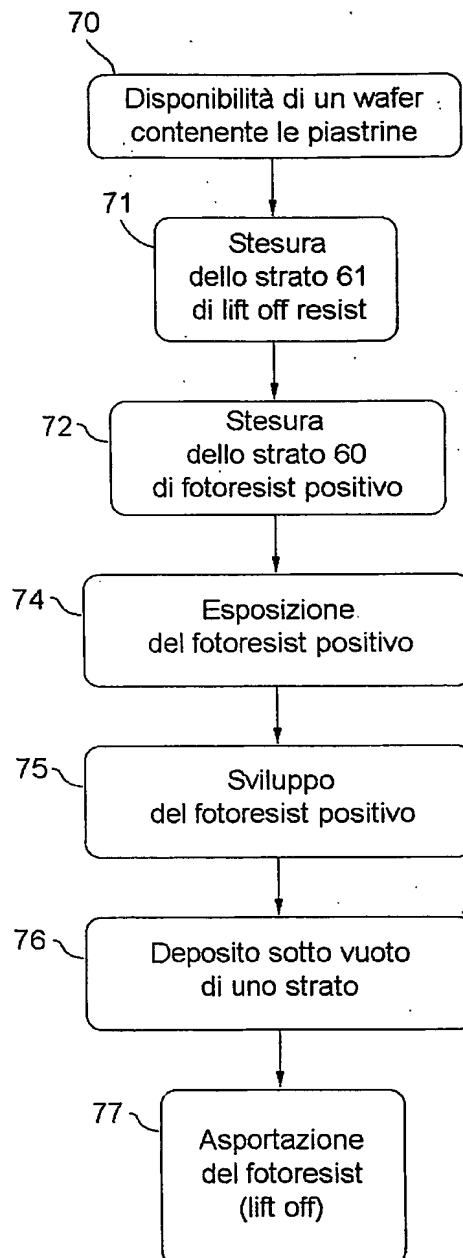 70
Disponibilità di un wafer
contenente le piastrine
71
Stesura
dello strato 61
di lift off resist
72
Stesura
dello strato 60
di fotoresist positivo
74
Esposizione
del fotoresist positivo
75
Sviluppo
del fotoresist positivo
76
Deposito sotto vuoto
di uno strato
77
Asportazione
del fotoresist
(lift off)